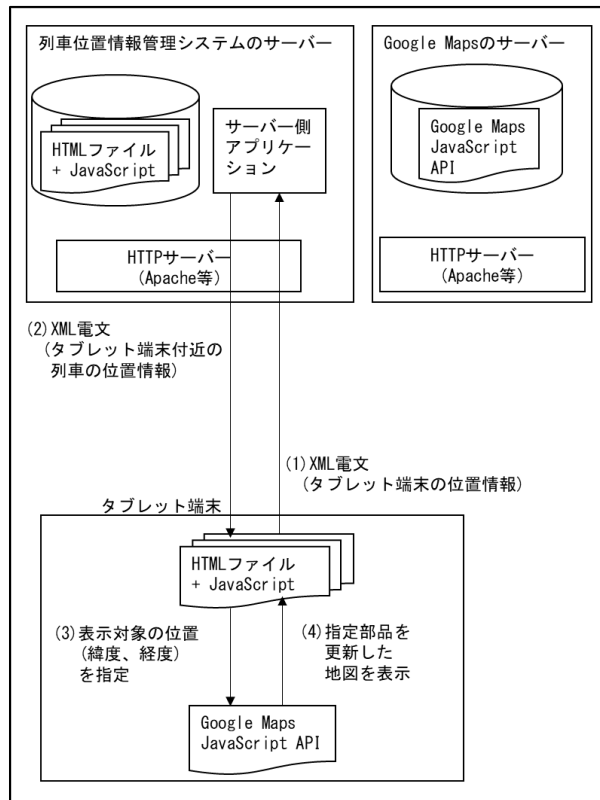 列車位置情報管理システムのサーバー
HTMLファイル
+ JavaScript
サーバー側
アプリケー
ション
HTTPサーバー
(Apache等)
Google Mapsのサーバー
Google Maps
JavaScript
API
HTTPサーバー
(Apache等)
(2)XML電文
(タブレット端末付近の
列車の位置情報)
(1)XML電文
(タブレット端末の位置情報)
タブレット端末
HTMLファイル
+ JavaScript
(3)表示対象の位置
(緯度、経度)
を指定
(4)指定部品を
更新した
地図を表示
Google Maps
JavaScript API